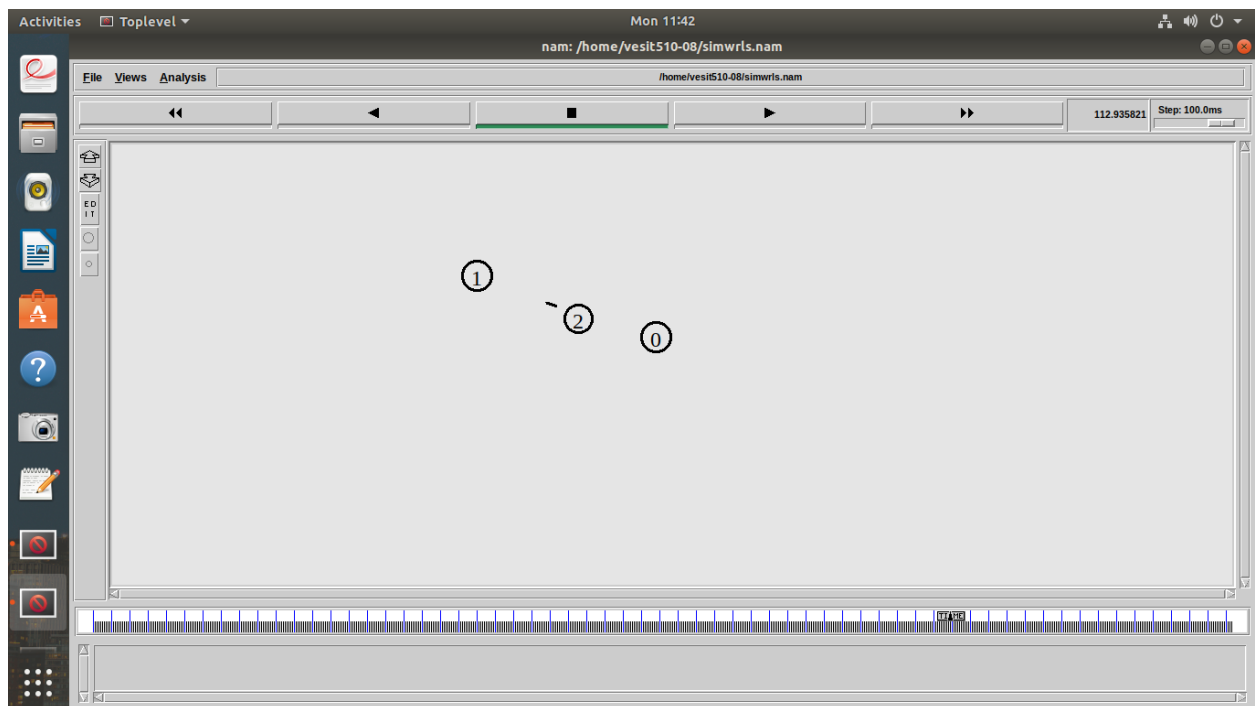 Activities Toplevel Mon 11:42
nam: /home/vesit510-08/simwrls.nam
File Views Analysis /home/vesit510-08/simwrls.nam
112.935821 Step: 100.0ms
ED
IT
1
2
0
TIME